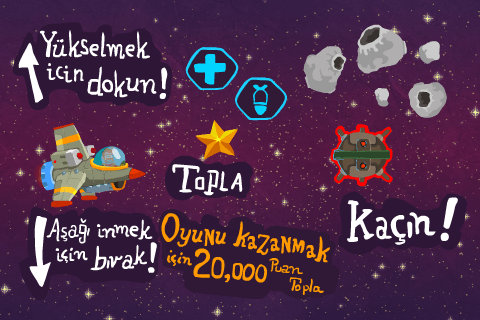 Yükselmek
için dokun!
TOPLA
Aşağı inmek
için bırak!
Oyunu kazanmak
için 20,000 Puan
Topla
Kaçın!